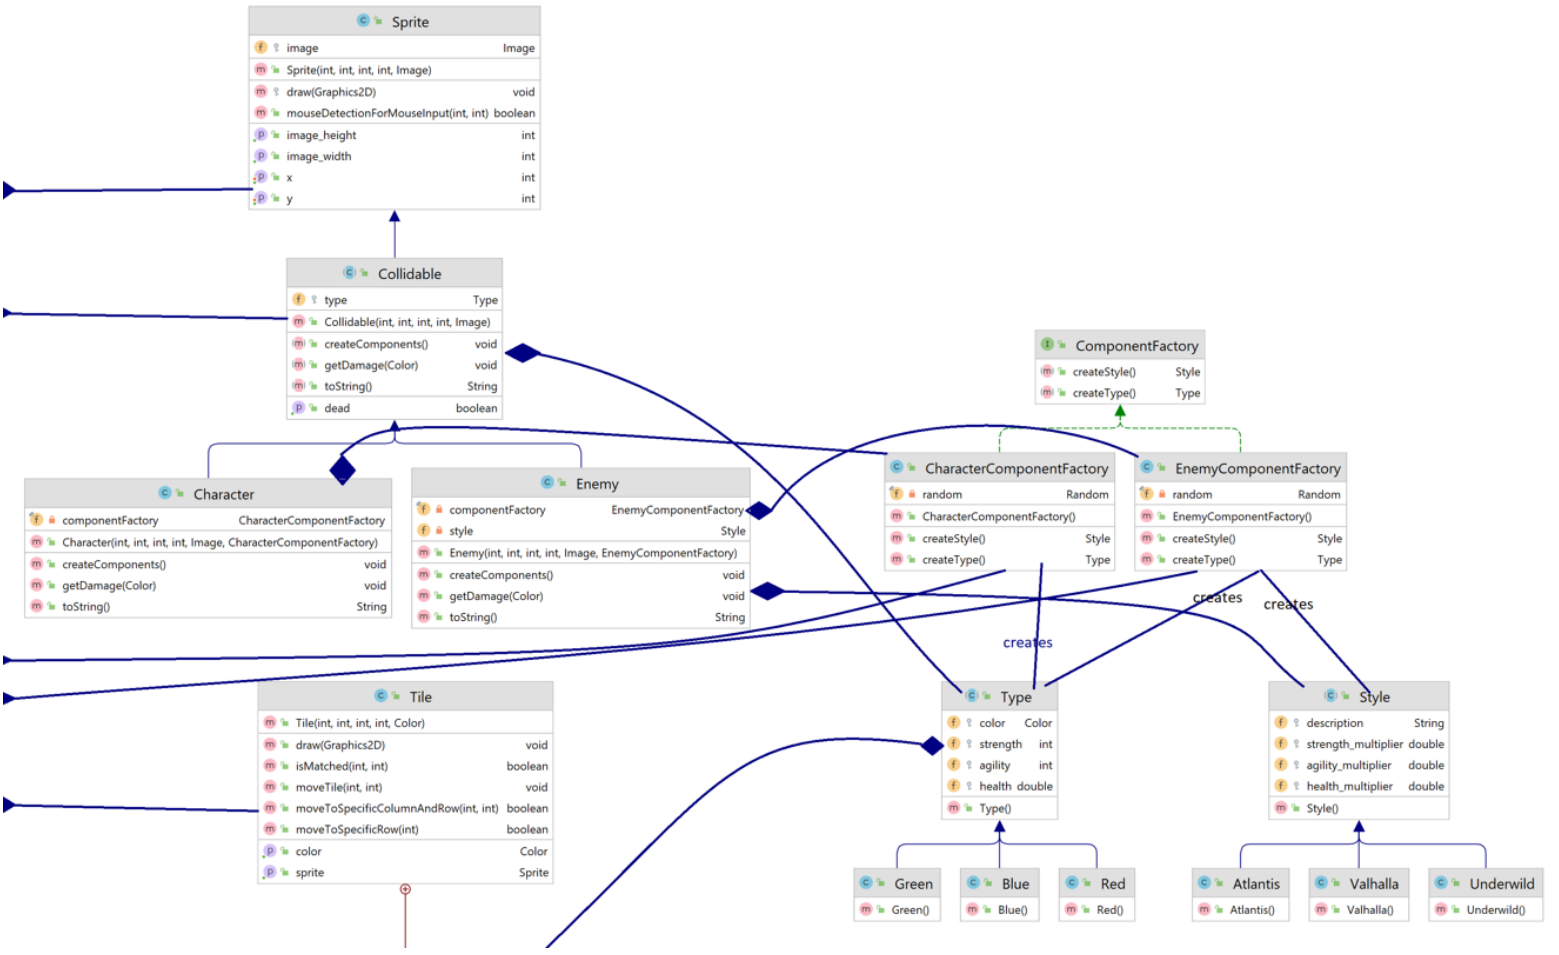 Sprite
image Image
Sprite(int, int, int, int, Image)
draw(Graphics2D) void
mouseDetectionForMouseInput(int, int) boolean
image_height int
image_width int
x int
y int
Collidable
type Type
Collidable(int, int, int, int, Image)
createComponents() void
getDamage(Color) void
toString() String
dead boolean
ComponentFactory
createStyle() Style
createType() Type
Character
componentFactory CharacterComponentFactory
Character(int, int, int, int, Image, CharacterComponentFactory)
createComponents() void
getDamage(Color) void
toString() String
Enemy
componentFactory EnemyComponentFactory
style Style
Enemy(int, int, int, int, Image, EnemyComponentFactory)
createComponents() void
getDamage(Color) void
toString() String
CharacterComponentFactory
random Random
CharacterComponentFactory()
createStyle() Style
createType() Type
EnemyComponentFactory
random Random
EnemyComponentFactory()
createStyle() Style
createType() Type
creates
creates
creates
Tile
Tile(int, int, int, int, Color)
draw(Graphics2D) void
isMatched(int, int) boolean
moveTile(int, int) void
moveToSpecificColumnAndRow(int, int) boolean
moveToSpecificRow(int) boolean
color Color
sprite Sprite
Type
color Color
strength int
agility int
health double
Type()
Style
description String
strength_multiplier double
agility_multiplier double
health_multiplier double
Style()
Green
Green()
Blue
Blue()
Red
Red()
Atlantis
Atlantis()
Valhalla
Valhalla()
Underwild
Underwild()